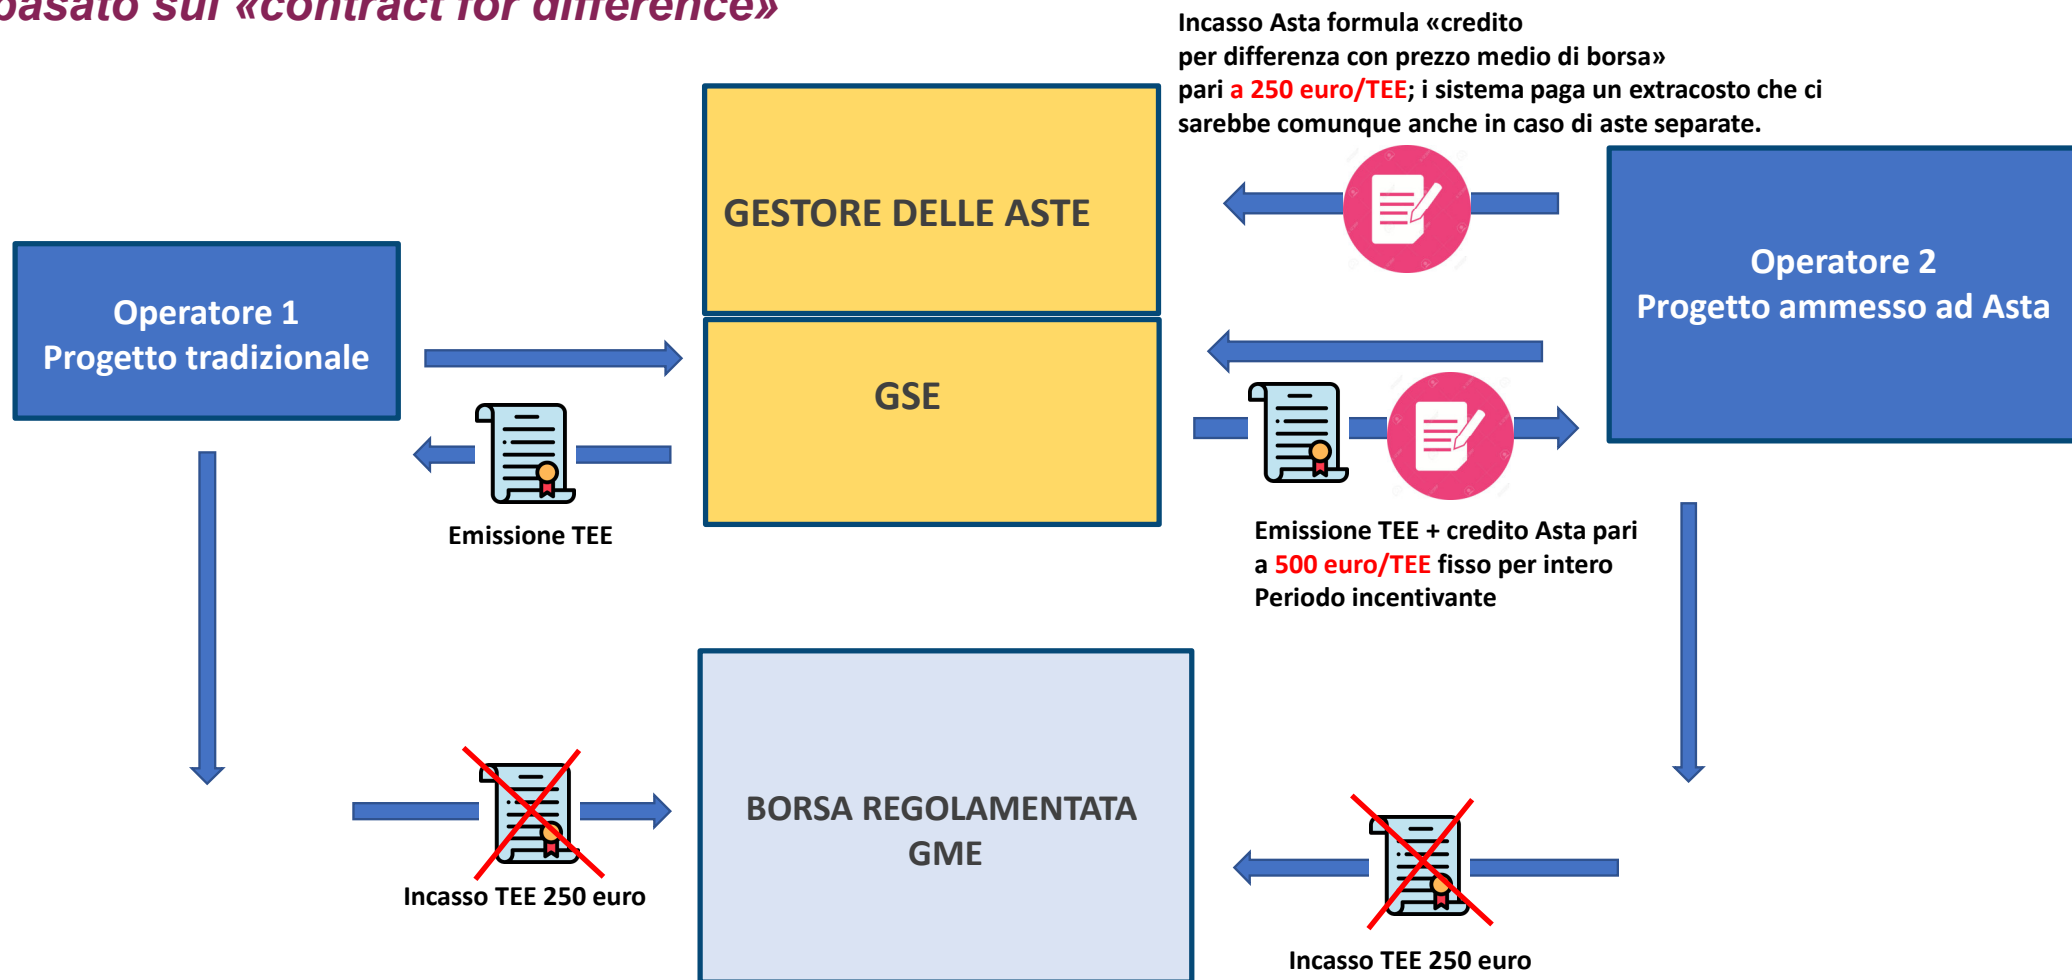 basato sul «contract for difference»
Incasso Asta formula «credito
per differenza con prezzo medio di borsa»
pari a 250 euro/TEE; i sistema paga un extracosto che ci
sarebbe comunque anche in caso di aste separate.
GESTORE DELLE ASTE
Operatore 1
Progetto tradizionale
Operatore 2
Progetto ammesso ad Asta
GSE
Emissione TEE
Emissione TEE + credito Asta pari
a 500 euro/TEE fisso per intero
Periodo incentivante
BORSA REGOLAMENTATA
GME
Incasso TEE 250 euro
Incasso TEE 250 euro